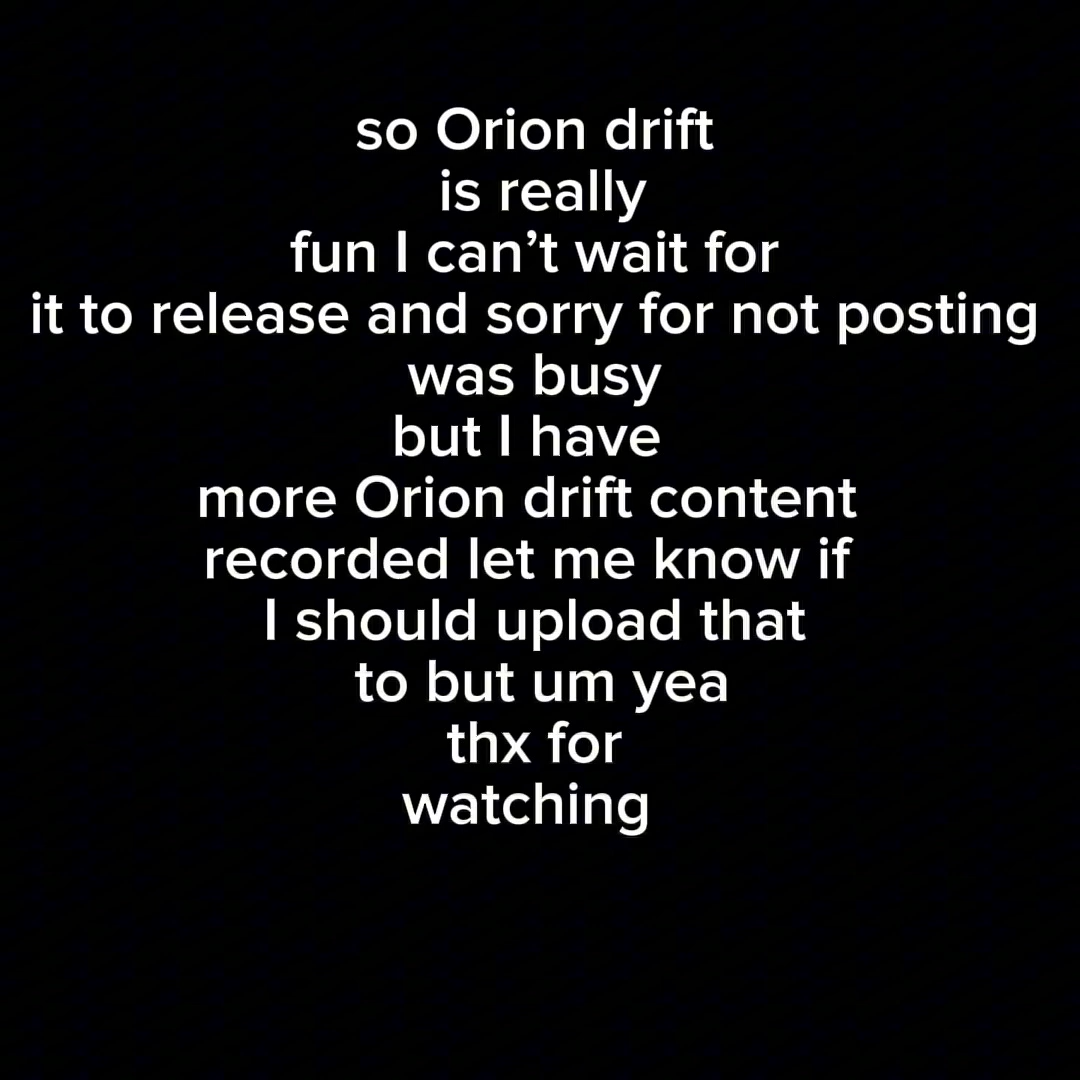 so Orion drift
is really
fun I can’t wait for
it to release and sorry for not posting
was busy
but I have
more Orion drift content
recorded let me know if
I should upload that
to but um yea
thx for
watching